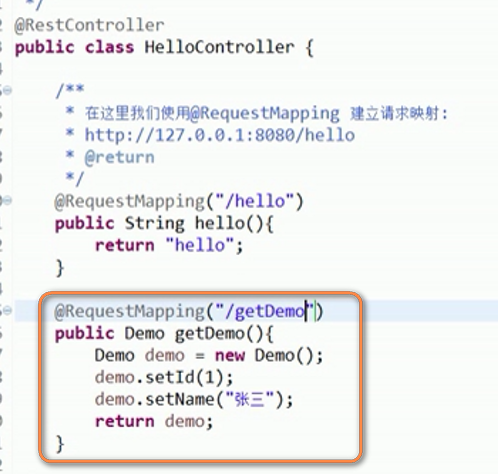 */
@RestController
public class HelloController {
/**
* 在这里我们使用@RequestMapping 建立请求映射:
* http://127.0.0.1:8080/hello
* @return
*/
@RequestMapping("/hello")
public String hello(){
return "hello";
}
@RequestMapping("/getDemo")
public Demo getDemo(){
Demo demo = new Demo();
demo.setId(1);
demo.setName("张三");
return demo;
}